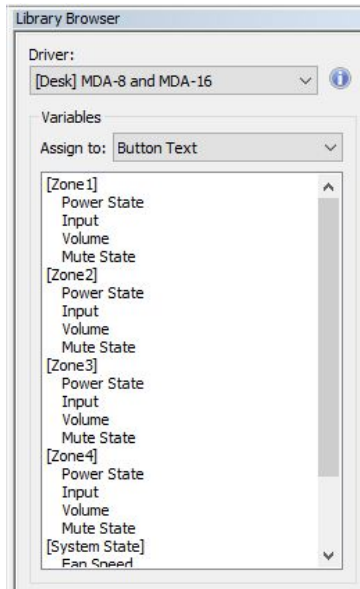 Library Browser
Driver:
[Desk] MDA-8 and MDA-16
Variables
Assign to: Button Text
[Zone1]
Power State
Input
Volume
Mute State
[Zone2]
Power State
Input
Volume
Mute State
[Zone3]
Power State
Input
Volume
Mute State
[Zone4]
Power State
Input
Volume
Mute State
[System State]
Fan Speed